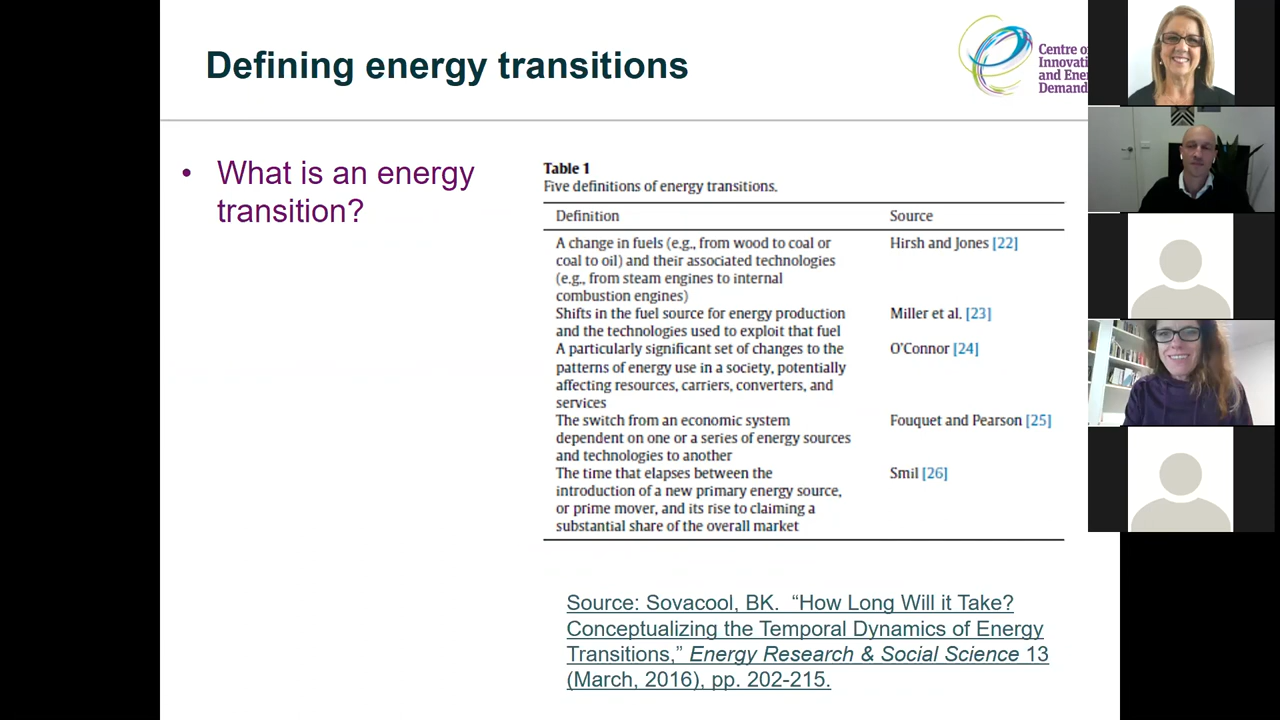 Defining energy transitions
Centre of
Innovati
and Ener
Demand
• What is an energy
transition?
Table 1
Five definitions of energy transitions.
Definition Source
A change in fuels (e.g., from wood to coal or Hirsh and Jones [22]
coal to oil) and their associated technologies
(e.g., from steam engines to internal
combustion engines)
Shifts in the fuel source for energy production Miller et al. [23]
and the technologies used to exploit that fuel
A particularly significant set of changes to the O'Connor [24]
patterns of energy use in a society, potentially
affecting resources, carriers, converters, and
services
The switch from an economic system Fouquet and Pearson [25]
dependent on one or a series of energy sources
and technologies to another
The time that elapses between the Smil [26]
introduction of a new primary energy source,
or prime mover, and its rise to claiming a
substantial share of the overall market
Source: Sovacool, BK. “How Long Will it Take?
Conceptualizing the Temporal Dynamics of Energy
Transitions,” Energy Research & Social Science 13
(March, 2016), pp. 202-215.